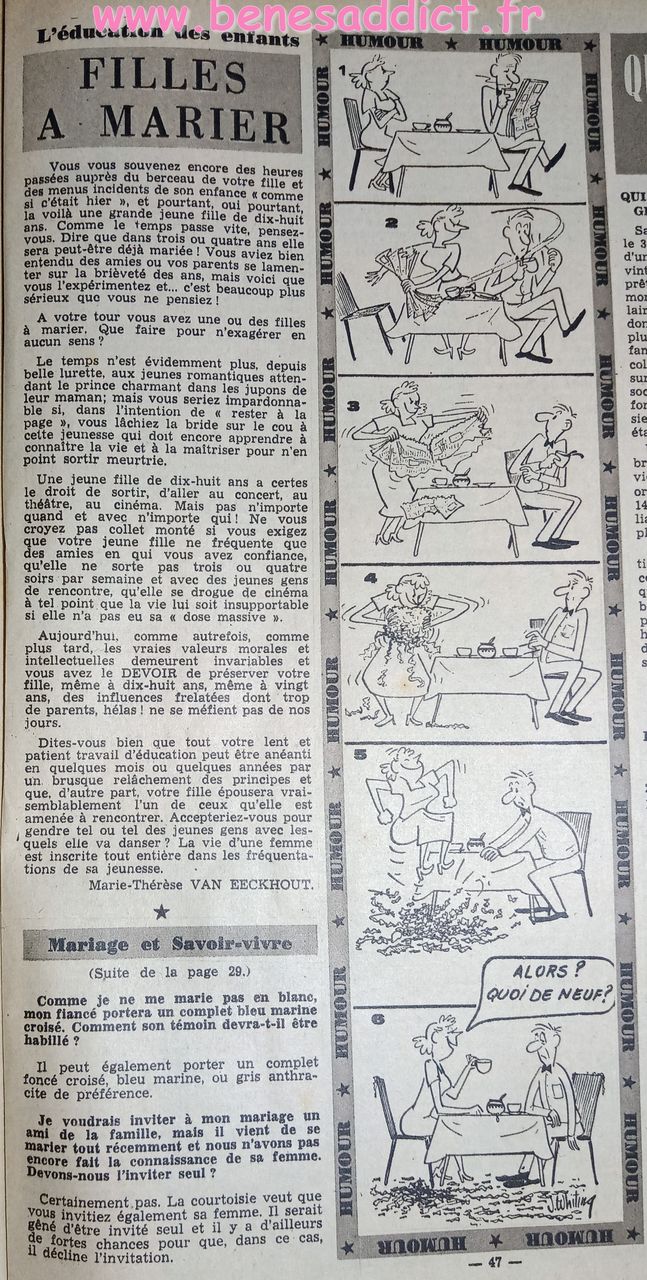 www.benesaddict.fr
L'éducation des enfants
FILLES
A MARIER
Vous vous souvenez encore des heures
passées auprès du berceau de votre fille et
des menus incidents de son enfance « comme
si c'était hier », et pourtant, oui pourtant,
la voilà une grande jeune fille de dix-huit
ans. Comme le temps passe vite, pensez-
vous. Dire que dans trois ou quatre ans elle
sera peut-être déjà mariée ! Vous aviez bien
entendu des amies ou vos parents se lamen-
ter sur la brièveté des ans, mais voici que
vous l'expérimentez et... c'est beaucoup plus
sérieux que vous ne pensiez !
A votre tour vous avez une ou des filles
à marier. Que faire pour n'exagérer en
aucun sens ?
Le temps n'est évidemment plus, depuis
belle lurette, aux jeunes romantiques atten-
dant le prince charmant dans les jupons de
leur maman; mais vous seriez impardonna-
ble si, dans l'intention de « rester à la
page », vous lâchiez la bride sur le cou à
cette jeunesse qui doit encore apprendre à
connaître la vie et à la maîtriser pour n'en
point sortir meurtrie.
Une jeune fille de dix-huit ans a certes
le droit de sortir, d'aller au concert, au
théâtre, au cinéma. Mais pas n'importe
quand et avec n'importe qui ! Ne vous
croyez pas collet monté si vous exigez
que votre jeune fille ne fréquente que
des amies en qui vous avez confiance,
qu'elle ne sorte pas trois ou quatre
soirs par semaine et avec des jeunes gens
de rencontre, qu'elle se drogue de cinéma
à tel point que la vie lui soit insupportable
si elle n'a pas eu sa « dose massive ».
Aujourd'hui, comme autrefois, comme
plus tard, les vraies valeurs morales et
intellectuelles demeurent invariables et
vous avez le DEVOIR de préserver votre
fille, même à dix-huit ans, même à vingt
ans, des influences frelatées dont trop
de parents, hélas ! ne se méfient pas de nos
jours.
Dites-vous bien que tout votre lent et
patient travail d'éducation peut être anéanti
en quelques mois ou quelques années par
un brusque relâchement des principes et
que, d'autre part, votre fille épousera vrai-
semblablement l'un de ceux qu'elle est
amenée à rencontrer. Accepteriez-vous pour
gendre tel ou tel des jeunes gens avec les-
quels elle va danser ? La vie d'une femme
est inscrite tout entière dans les fréquenta-
tions de sa jeunesse.
Marie-Thérèse VAN EECKHOUT.
Mariage et Savoir-vivre
(Suite de la page 29.)
Comme je ne me marie pas en blanc,
mon fiancé portera un complet bleu marine
croisé. Comment son témoin devra-t-il être
habillé ?
Il peut également porter un complet
foncé croisé, bleu marine, ou gris anthra-
cite de préférence.
Je voudrais inviter à mon mariage un
ami de la famille, mais il vient de se
marier tout récemment et nous n'avons pas
encore fait la connaissance de sa femme.
Devons-nous l'inviter seul ?
Certainement pas. La courtoisie veut que
vous invitiez également sa femme. Il serait
gêné d'être invité seul et il y a d'ailleurs
de fortes chances pour que, dans ce cas,
il décline l'invitation.
HUMOUR HUMOUR
HUMOUR
HUMOUR
HUMOUR
HUMOUR
HUMOUR
HUMOUR
HUMOUR
HUMOUR
HUMOUR
HUMOUR
HUMOUR
HUMOUR
HUMOUR
HUMOUR
HUMOUR HUMOUR
1
2
3
4
5
6
ALORS ?
QUOI DE NEUF ?
J. Whiting
— 47 —
QUI